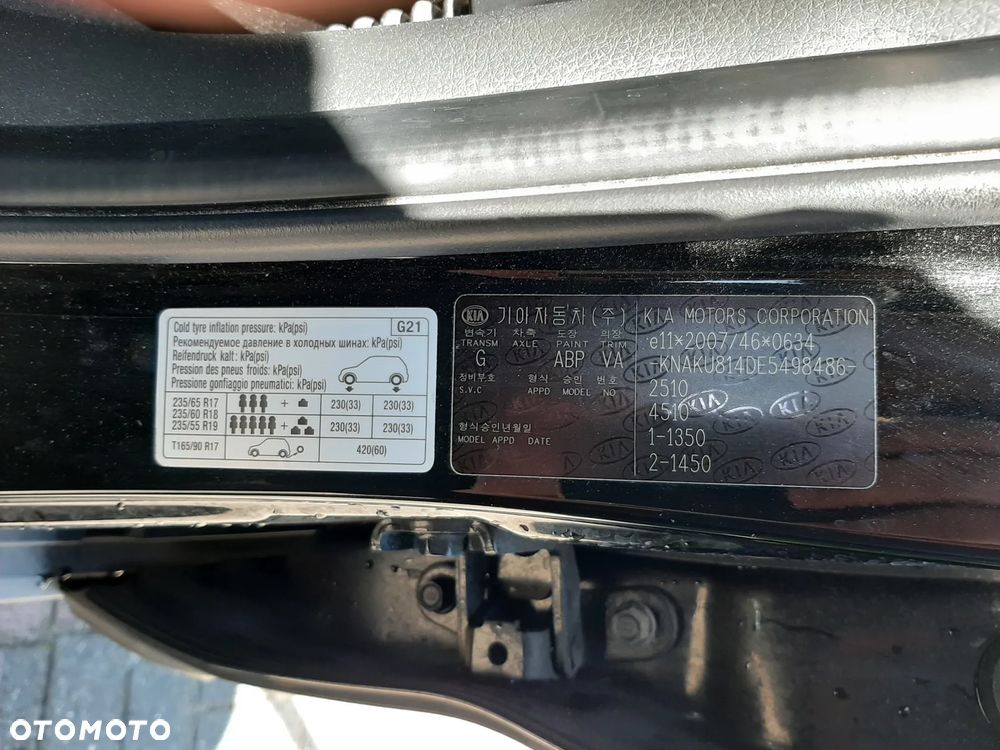 Cold tyre inflation pressure: kPa(psi) G21
Рекомендуемое давление в холодных шинах: kPa(psi)
Reifendruck kalt : kPa(psi)
Pression des pneus froids: kPa(psi)
Pressione gonfiaggio pneumatici: kPa(psi)
235/65 R17 + 230(33) 230(33)
235/60 R18
235/55 R19 + 230(33) 230(33)
T165/90 R17 420(60)
KIA 기아자동차(주) KIA MOTORS CORPORATION
변속기 차축 도장 의장
TRANSM AXLE PAINT TRIM
e11*2007/46*0634
G ABP VA
-KNAKU814DE5498486-
정비부호 형식 승인 번호
S.V.C APPD MODEL NO
2510
4510
형식승인년월일
MODEL APPD DATE
1-1350
2-1450
OTOMOTO